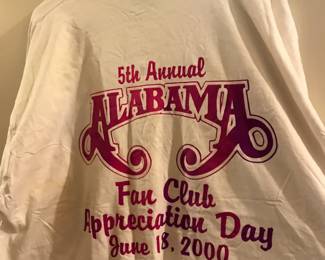 5th Annual
ALABAMA
Fan Club
Appreciation Day
June 18, 2000